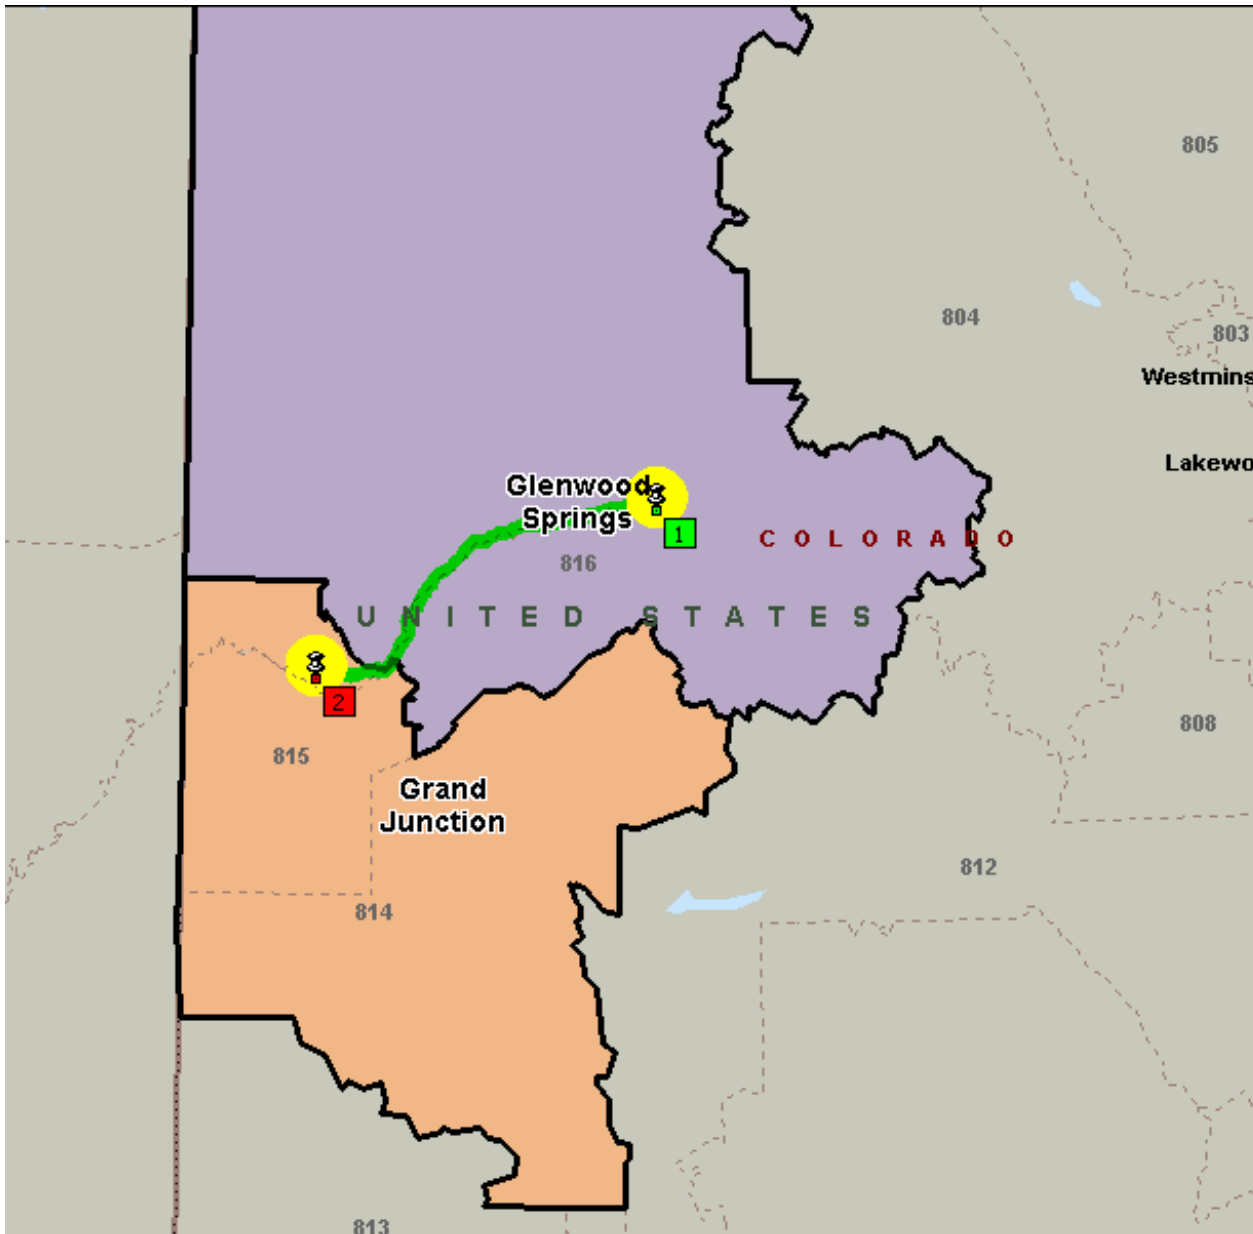 805
804
803
Westmins
Lakewo
Glenwood
Springs
1
COLORADO
816
UNITED STATES
2
815
808
Grand
Junction
812
814
813